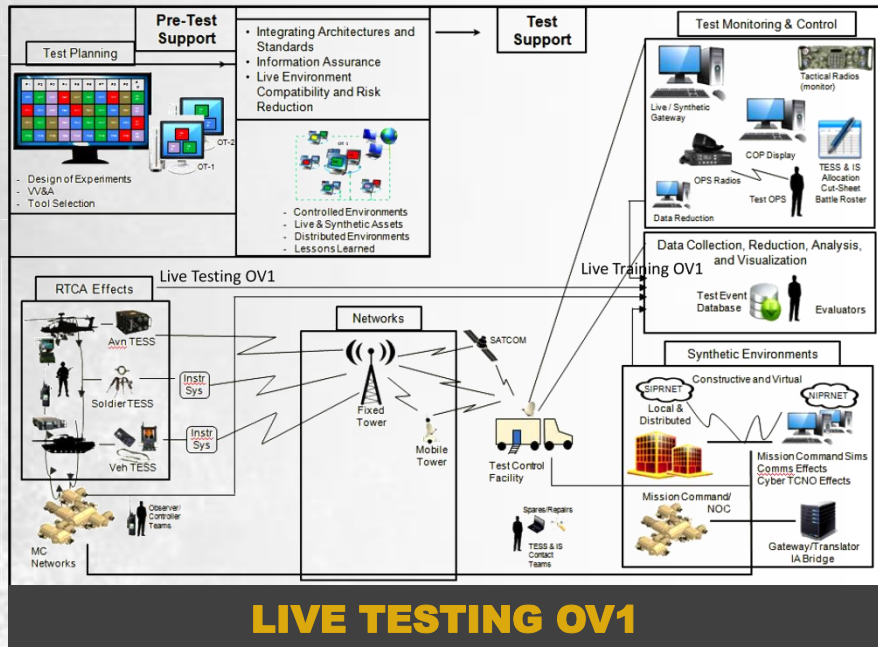 Pre-Test
Support
Test Planning
OT-2
OT-1
- Design of Experiments
- VV&A
- Tool Selection
• Integrating Architectures and
Standards
• Information Assurance
• Live Environment
Compatibility and Risk
Reduction
OT 1
- Controlled Environments
- Live & Synthetic Assets
- Distributed Environments
- Lessons Learned
Test
Support
Test Monitoring & Control
Live / Synthetic
Gateway
Tactical Radios
(monitor)
COP Display
OPS Radios
TESS & IS
Allocation
Cut-Sheet
Battle Roster
Test OPS
Data Reduction
Data Collection, Reduction, Analysis,
and Visualization
Live Testing OV1
Live Training OV1
Test Event
Database
Evaluators
RTCA Effects
Avn TESS
Soldier TESS
Veh TESS
Instr
Sys
Instr
Sys
MC
Networks
Observer/
Controller
Teams
Networks
Fixed
Tower
SATCOM
Mobile
Tower
Test Control
Facility
Spares/Repairs
TESS & IS
Contact
Teams
Synthetic Environments
Constructive and Virtual
SIPRNET
NIPRNET
Local &
Distributed
Mission Command Sims
Comms Effects
Cyber TCNO Effects
Mission Command/
NOC
Gateway/Translator
IA Bridge
LIVE TESTING OV1